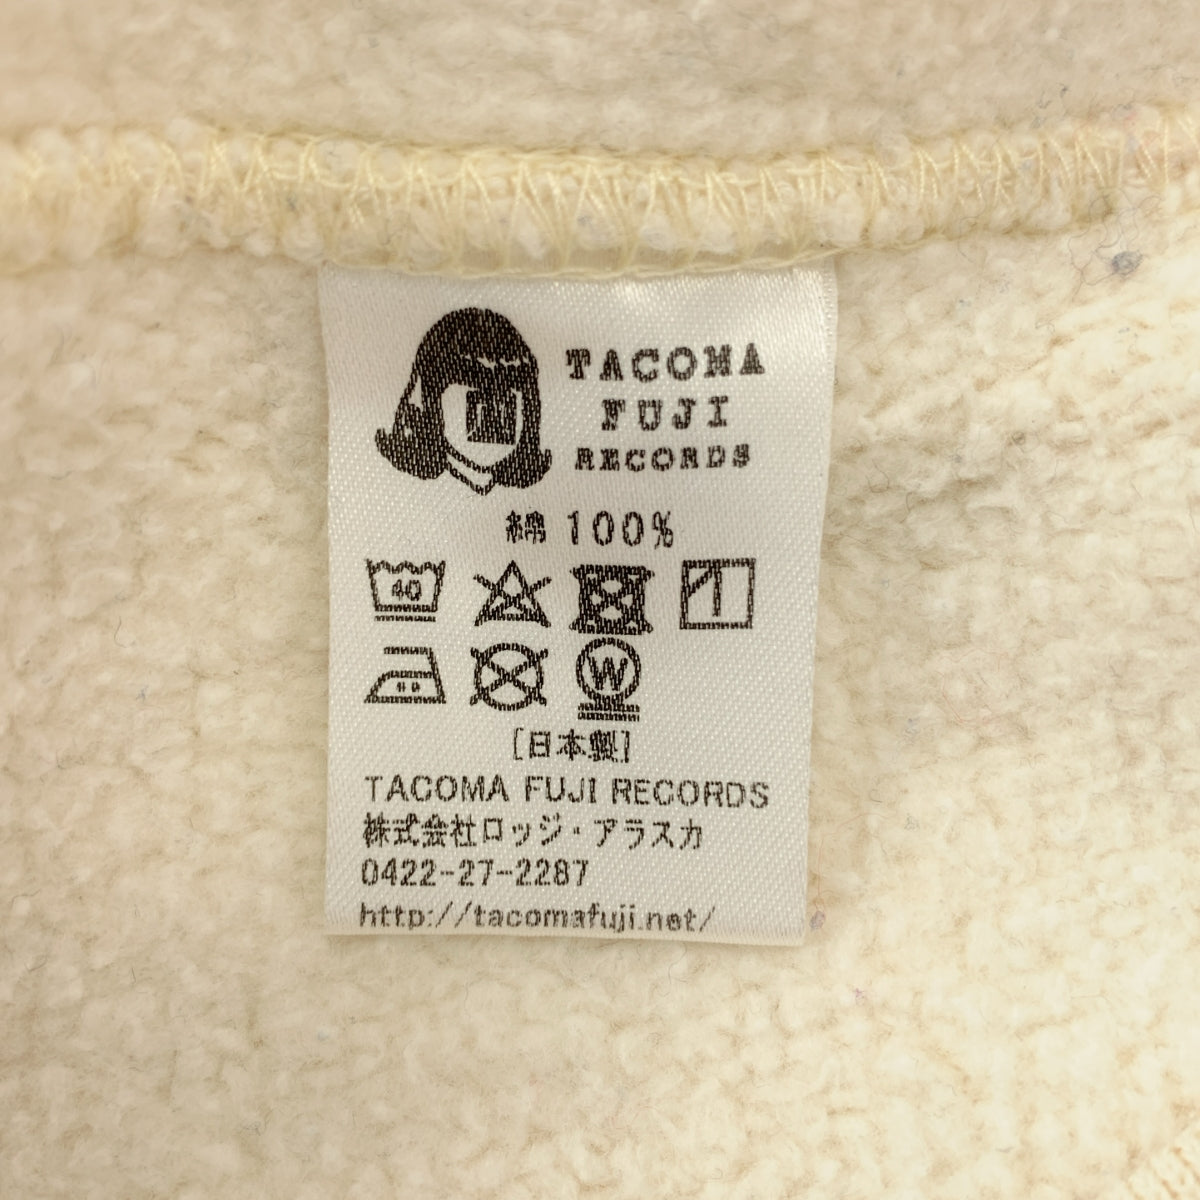 TACOMA
FUJI
RECORDS
綿 100%
40
W
[日本製]
TACOMA FUJI RECORDS
株式会社ロッジ・アラスカ
0422-27-2287
http://tacomafuji.net/